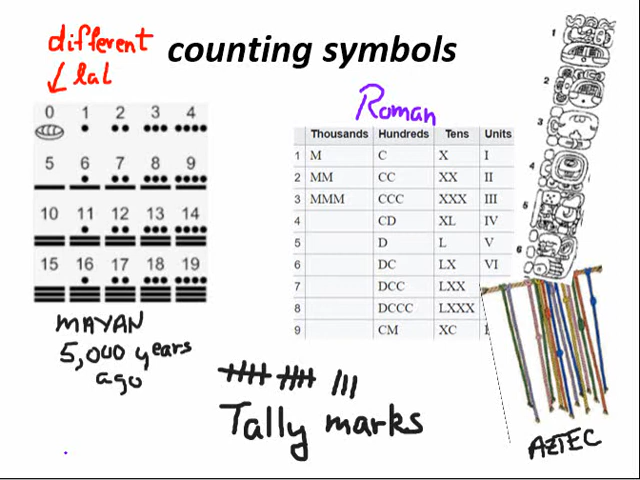 different
lal
counting symbols
0 1 2 3 4
5 6 7 8 9
10 11 12 13 14
15 16 17 18 19
MAYAN
5,000 years
ago
Roman
Thousands Hundreds Tens Units
1 M C X I
2 MM CC XX II
3 MMM CCC XXX III
4 CD XL IV
5 D L V
6 DC LX VI
7 DCC LXX
8 DCCC LXXX
9 CM XC
Tally marks
1
2
3
4
5
6
AZTEC